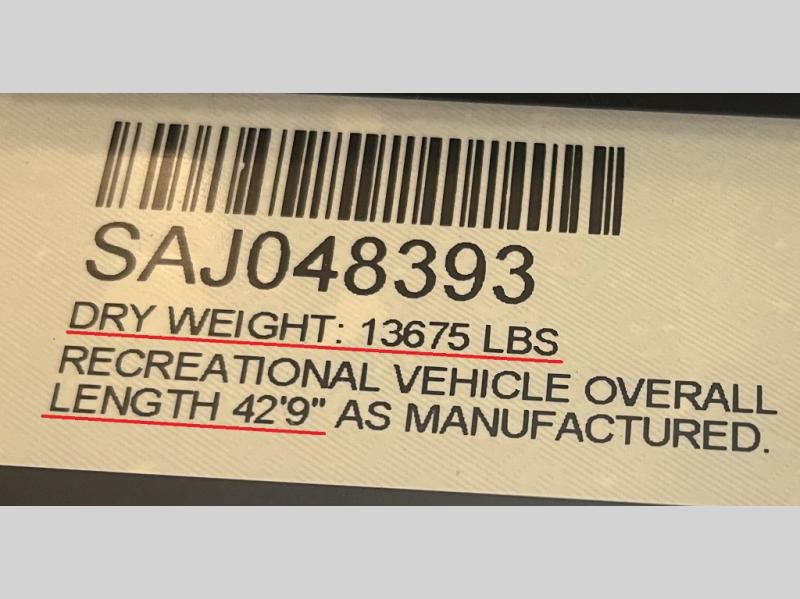 SAJ048393
DRY WEIGHT: 13675 LBS
RECREATIONAL VEHICLE OVERALL
LENGTH 42'9" AS MANUFACTURED.